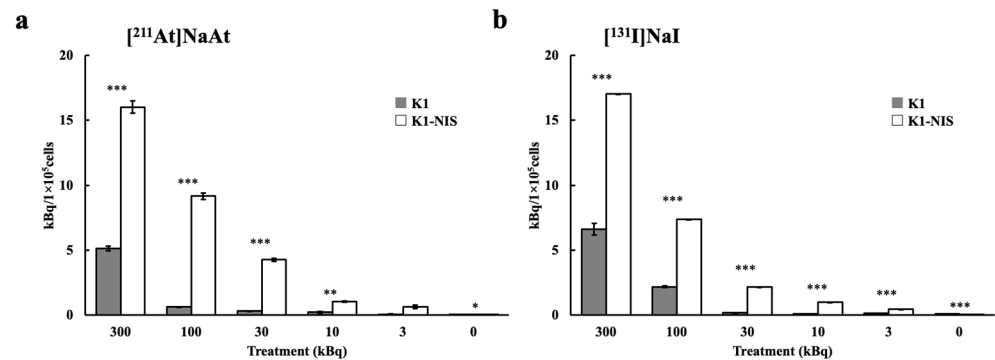 a
[²¹¹At]NaAt
20
15
10
5
0
kBq/1×10⁵cells
***
***
***
**
*
K1
K1-NIS
300 100 30 10 3 0
Treatment (kBq)
b
[¹³¹I]NaI
20
15
10
5
0
kBq/1×10⁵cells
***
***
***
***
***
***
K1
K1-NIS
300 100 30 10 3 0
Treatment (kBq)